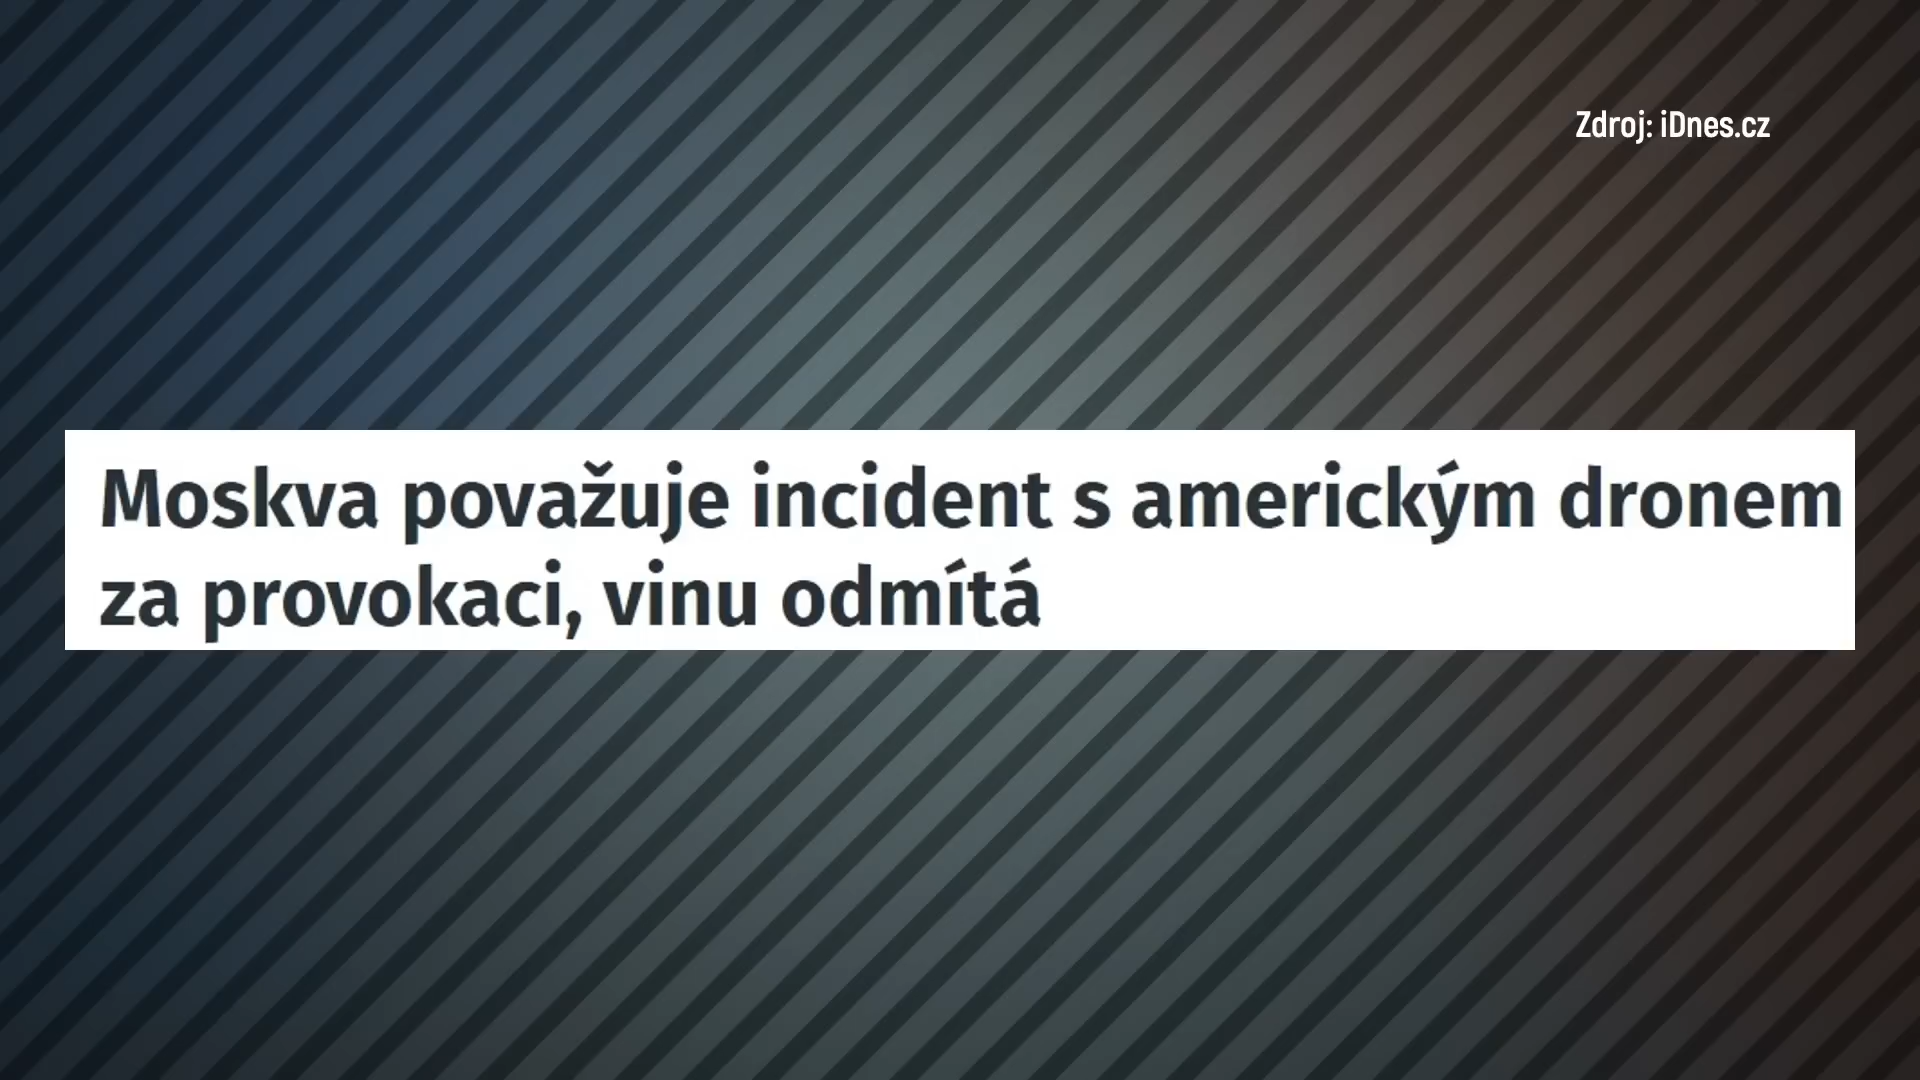 Zdroj: iDnes.cz
Moskva považuje incident s americkým dronem
za provokaci, vinu odmítá